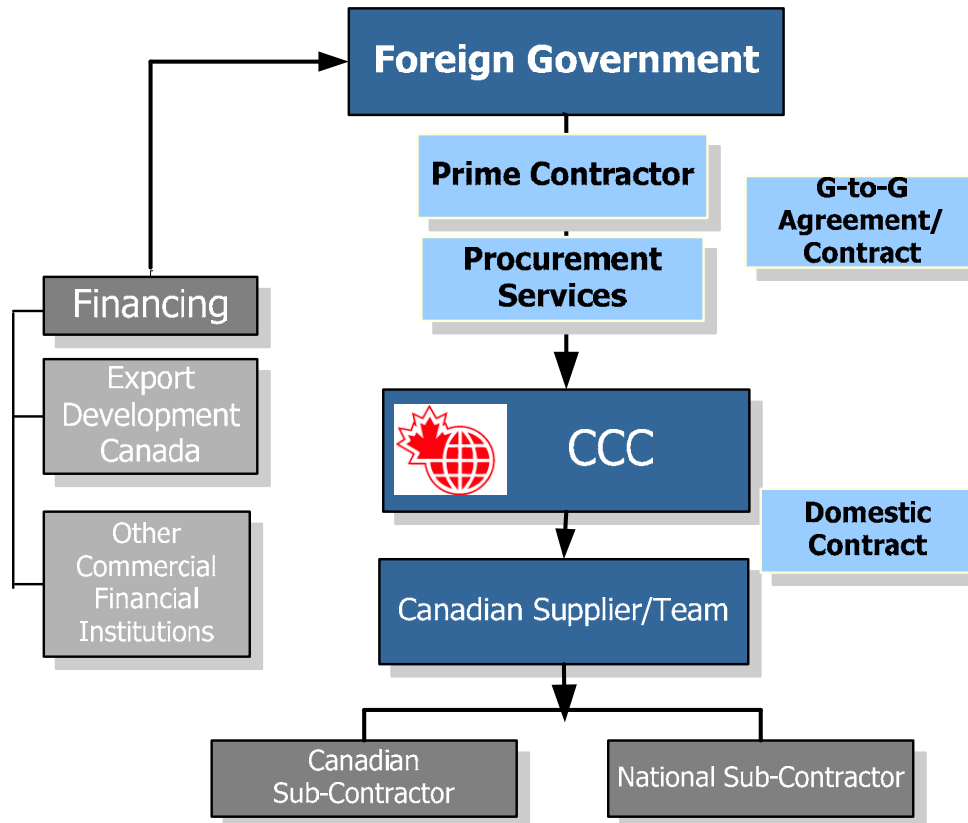 Foreign Government
Prime Contractor
G-to-G
Agreement/
Contract
Procurement
Services
Financing
Export
Development
Canada
CCC
Other
Commercial
Financial
Institutions
Domestic
Contract
Canadian Supplier/Team
Canadian
Sub-Contractor
National Sub-Contractor